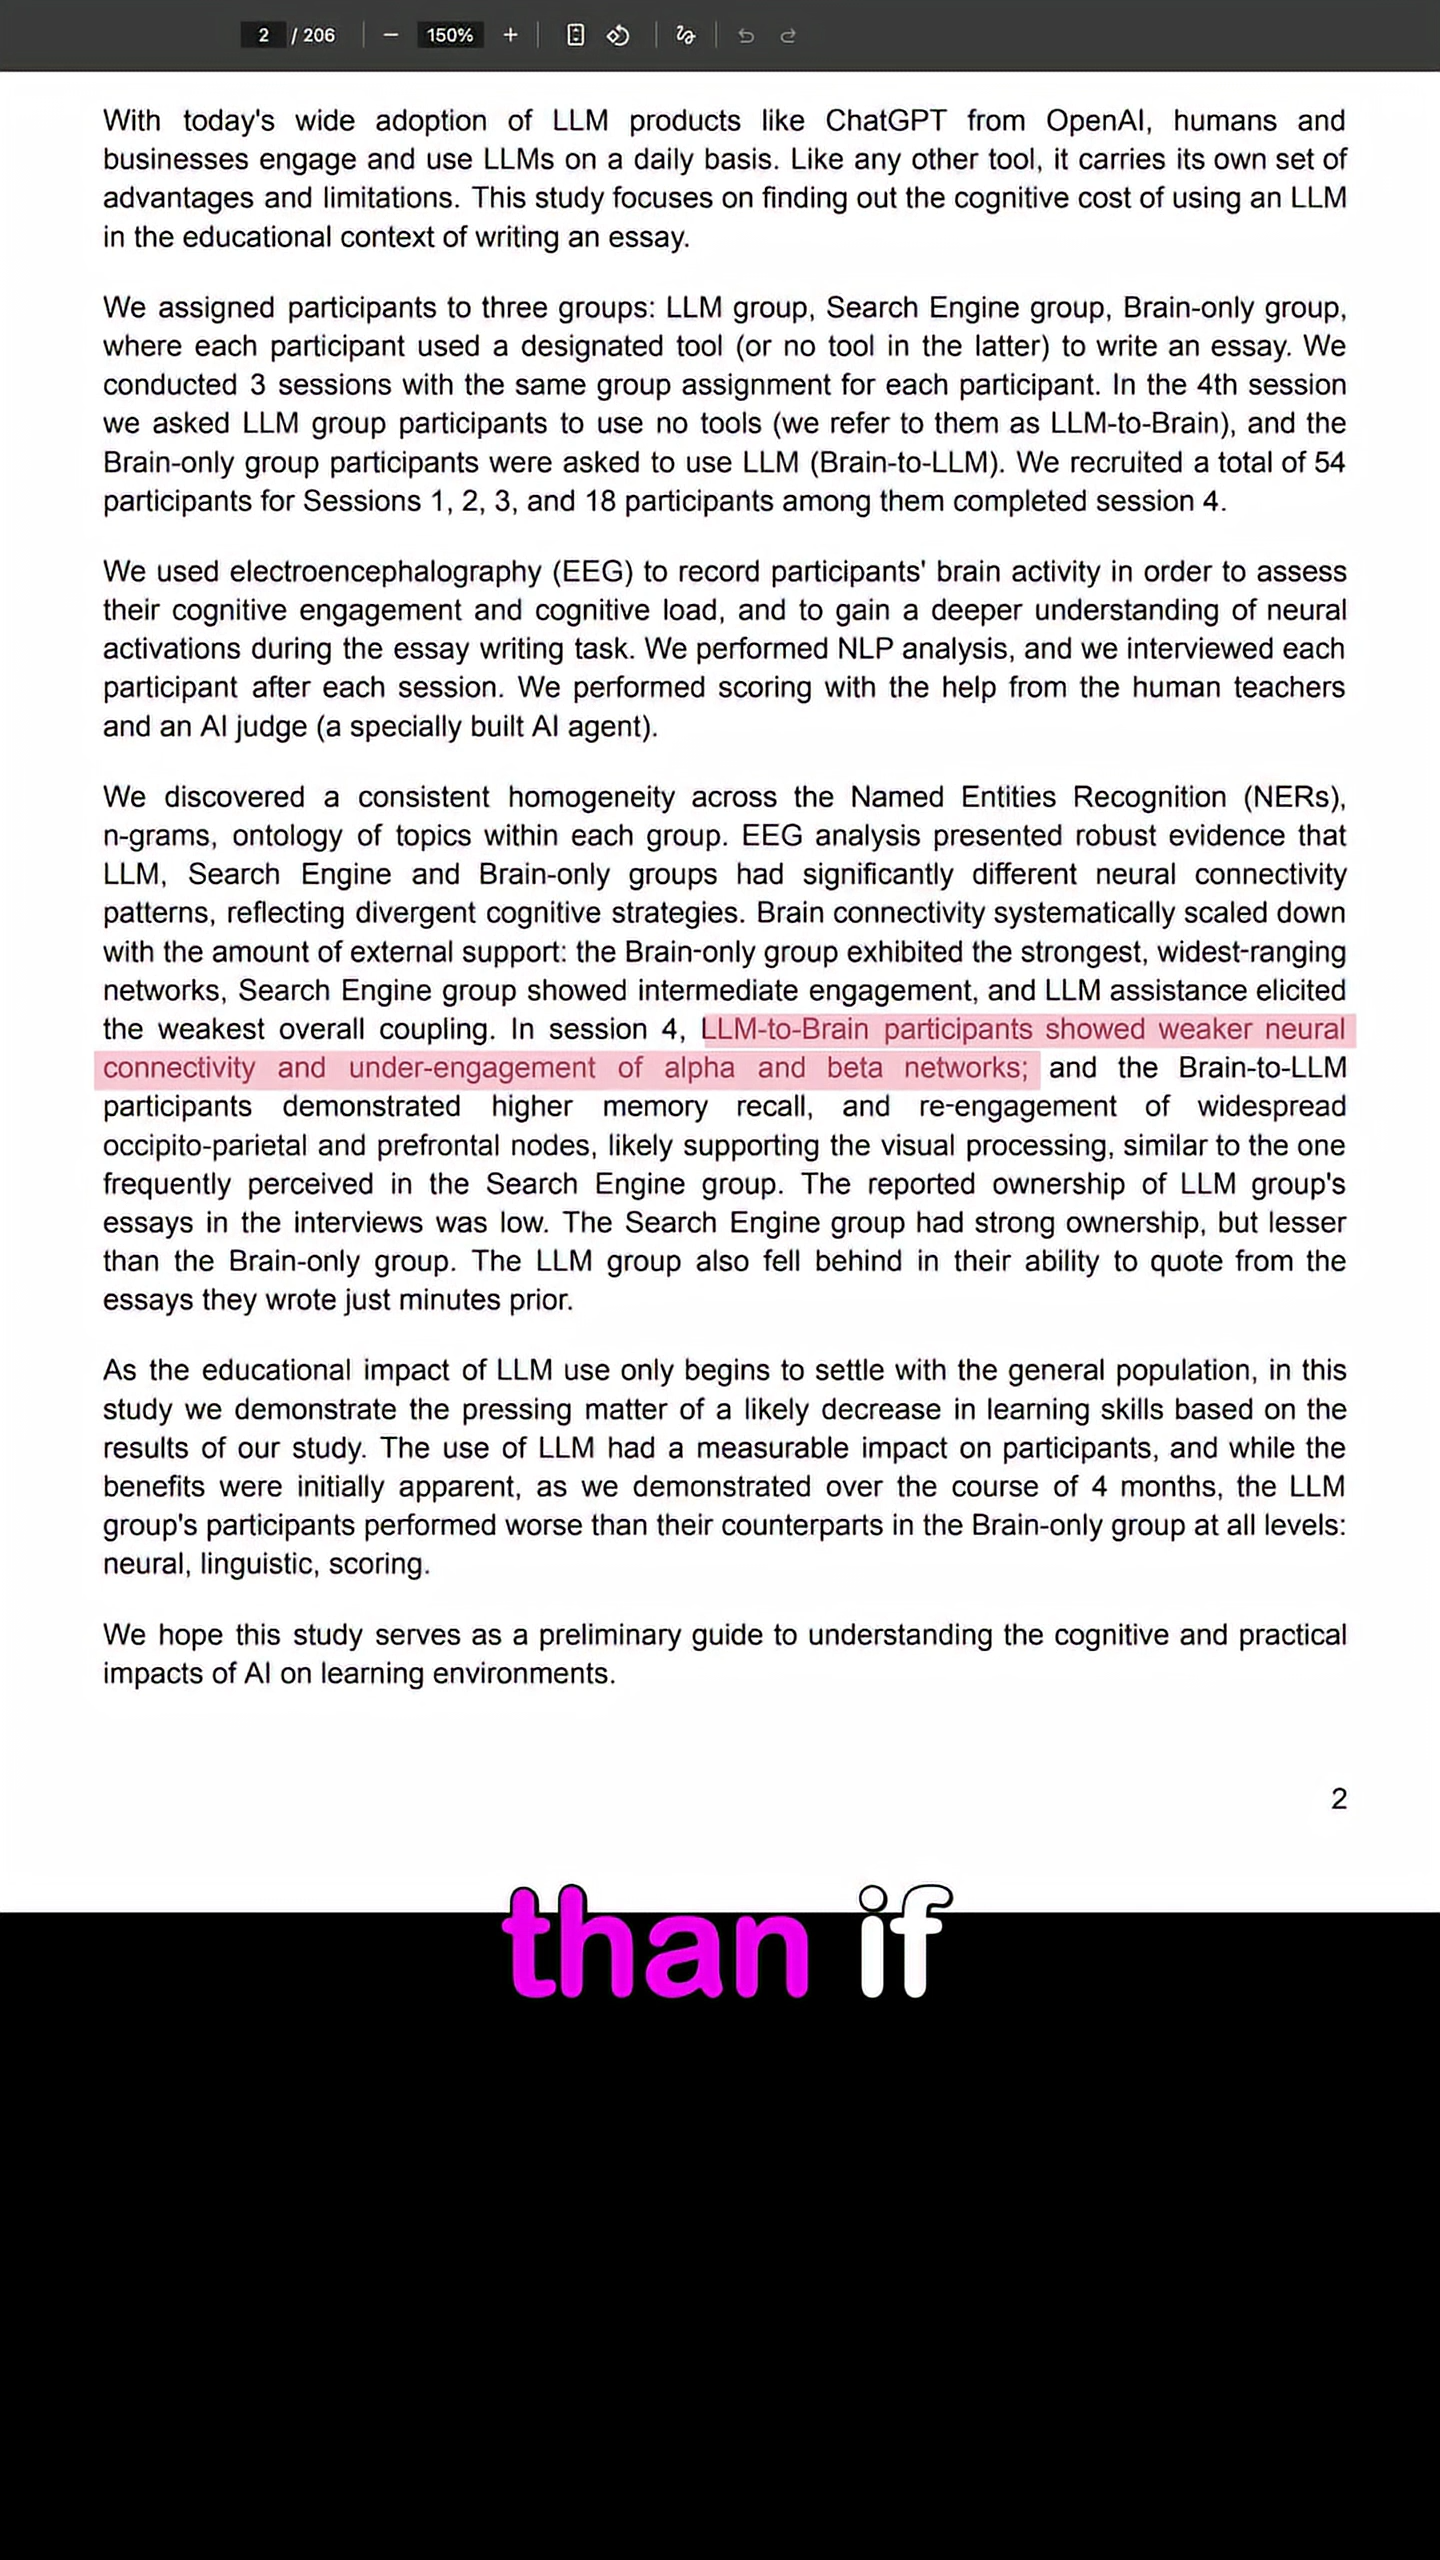 2 / 206 − 150% +
With today's wide adoption of LLM products like ChatGPT from OpenAI, humans and
businesses engage and use LLMs on a daily basis. Like any other tool, it carries its own set of
advantages and limitations. This study focuses on finding out the cognitive cost of using an LLM
in the educational context of writing an essay.
We assigned participants to three groups: LLM group, Search Engine group, Brain-only group,
where each participant used a designated tool (or no tool in the latter) to write an essay. We
conducted 3 sessions with the same group assignment for each participant. In the 4th session
we asked LLM group participants to use no tools (we refer to them as LLM-to-Brain), and the
Brain-only group participants were asked to use LLM (Brain-to-LLM). We recruited a total of 54
participants for Sessions 1, 2, 3, and 18 participants among them completed session 4.
We used electroencephalography (EEG) to record participants' brain activity in order to assess
their cognitive engagement and cognitive load, and to gain a deeper understanding of neural
activations during the essay writing task. We performed NLP analysis, and we interviewed each
participant after each session. We performed scoring with the help from the human teachers
and an AI judge (a specially built AI agent).
We discovered a consistent homogeneity across the Named Entities Recognition (NERs),
n-grams, ontology of topics within each group. EEG analysis presented robust evidence that
LLM, Search Engine and Brain-only groups had significantly different neural connectivity
patterns, reflecting divergent cognitive strategies. Brain connectivity systematically scaled down
with the amount of external support: the Brain-only group exhibited the strongest, widest-ranging
networks, Search Engine group showed intermediate engagement, and LLM assistance elicited
the weakest overall coupling. In session 4, LLM-to-Brain participants showed weaker neural
connectivity and under-engagement of alpha and beta networks; and the Brain-to-LLM
participants demonstrated higher memory recall, and re-engagement of widespread
occipito-parietal and prefrontal nodes, likely supporting the visual processing, similar to the one
frequently perceived in the Search Engine group. The reported ownership of LLM group's
essays in the interviews was low. The Search Engine group had strong ownership, but lesser
than the Brain-only group. The LLM group also fell behind in their ability to quote from the
essays they wrote just minutes prior.
As the educational impact of LLM use only begins to settle with the general population, in this
study we demonstrate the pressing matter of a likely decrease in learning skills based on the
results of our study. The use of LLM had a measurable impact on participants, and while the
benefits were initially apparent, as we demonstrated over the course of 4 months, the LLM
group's participants performed worse than their counterparts in the Brain-only group at all levels:
neural, linguistic, scoring.
We hope this study serves as a preliminary guide to understanding the cognitive and practical
impacts of AI on learning environments.
2
than if